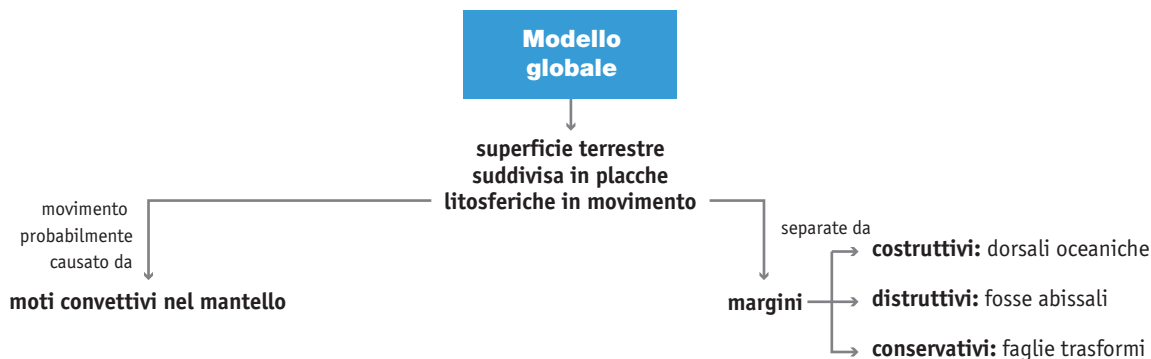 Modello
globale
superficie terrestre
suddivisa in placche
litosferiche in movimento
movimento
probabilmente
causato da
moti convettivi nel mantello
separate da
margini
costruttivi: dorsali oceaniche
distruttivi: fosse abissali
conservativi: faglie trasformi